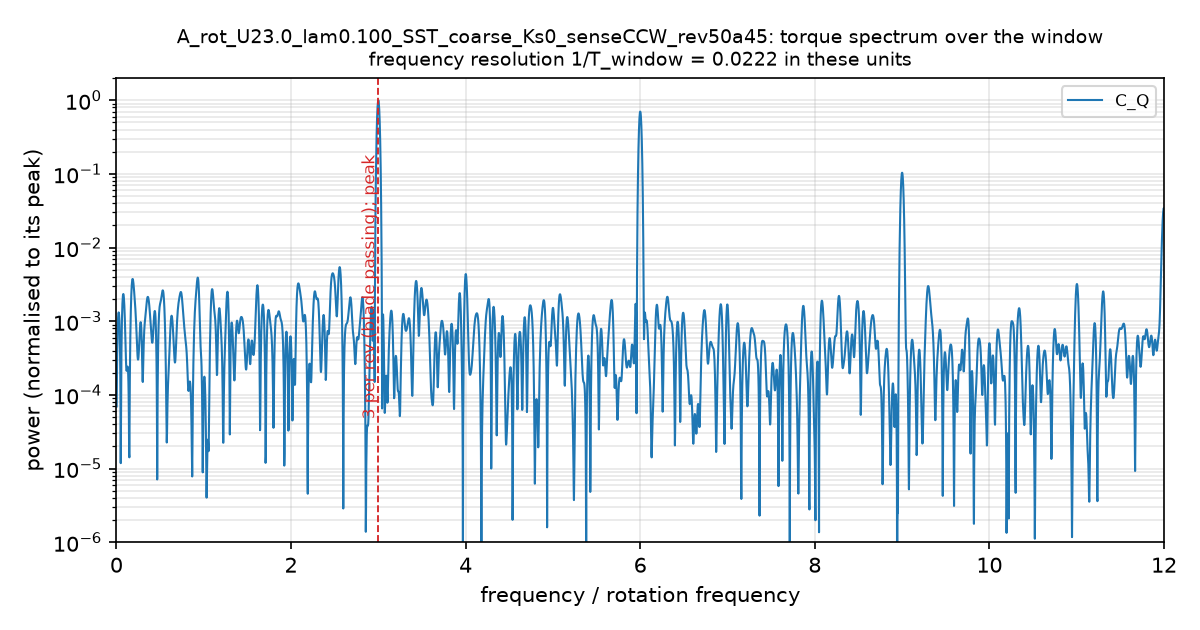 A_rot_U23.0_lam0.100_SST_coarse_Ks0_senseCCW_rev50a45: torque spectrum over the window
frequency resolution 1/T_window = 0.0222 in these units
C_Q
power (normalised to its peak)
10⁰
10⁻¹
10⁻²
10⁻³
10⁻⁴
10⁻⁵
10⁻⁶
3 per rev (blade passing): peak
0 2 4 6 8 10 12
frequency / rotation frequency